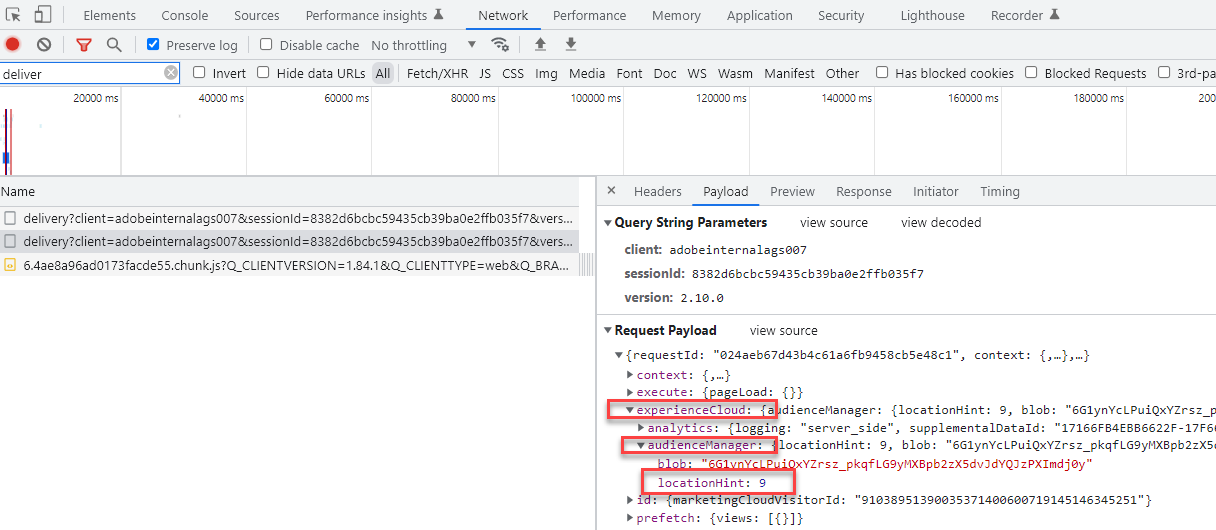 Elements Console Sources Performance insights Network Performance Memory Application Security Lighthouse Recorder
Preserve log Disable cache No throttling
deliver Invert Hide data URLs All Fetch/XHR JS CSS Img Media Font Doc WS Wasm Manifest Other Has blocked cookies Blocked Requests 3rd-pa
20000 ms 40000 ms 60000 ms 80000 ms 100000 ms 120000 ms 140000 ms 160000 ms 180000 ms 200
Name
delivery?client=adobeinternalags007&sessionId=8382d6bcbc59435cb39ba0e2ffb035f7&vers...
delivery?client=adobeinternalags007&sessionId=8382d6bcbc59435cb39ba0e2ffb035f7&vers...
6.4ae8a96ad0173facde55.chunk.js?Q_CLIENTVERSION=1.84.1&Q_CLIENTTYPE=web&Q_BRA...
× Headers Payload Preview Response Initiator Timing
▼Query String Parameters view source view decoded
client: adobeinternalags007
sessionId: 8382d6bcbc59435cb39ba0e2ffb035f7
version: 2.10.0
▼Request Payload view source
▼{requestId: "024aeb67d43b4c61a6fb9458cb5e48c1", context: {,…},…}
▶context: {,…}
▶execute: {pageLoad: {}}
▼experienceCloud: {audienceManager: {locationHint: 9, blob: "6G1ynYcLPuiQxYZrsz_p
▶analytics: {logging: "server_side", supplementalDataId: "17166FB4EBB6622F-17F66
▼audienceManager: {locationHint: 9, blob: "6G1ynYcLPuiQxYZrsz_pkqfLG9yMXBpb2zX5
blob: "6G1ynYcLPuiQxYZrsz_pkqfLG9yMXBpb2zX5dvJdYQJzPXImdj0y"
locationHint: 9
▶id: {marketingCloudVisitorId: "91038951390035371400600719145146345251"}
▶prefetch: {views: [{}]}